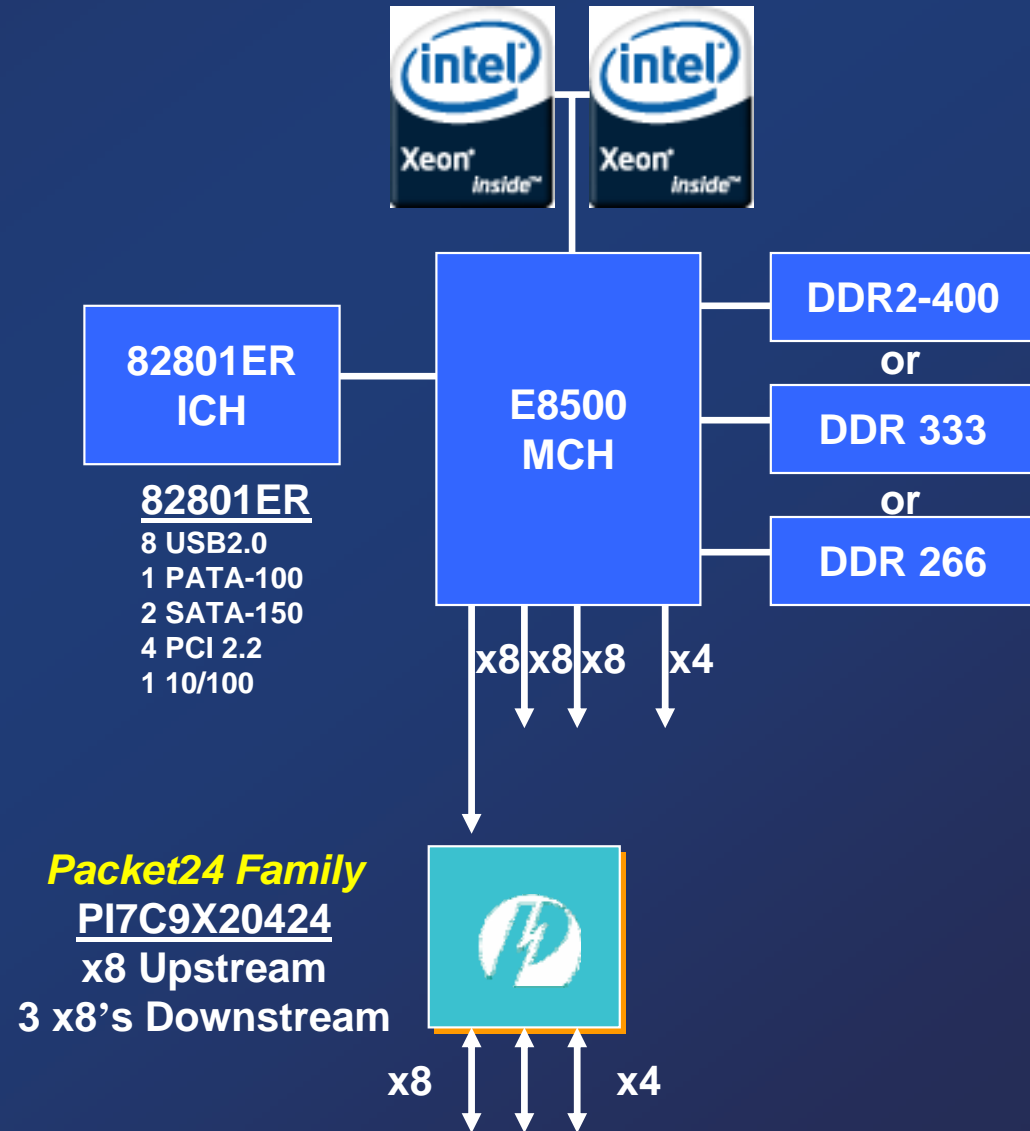 intel
Xeon
inside™
intel
Xeon
inside™
82801ER
ICH
E8500
MCH
DDR2-400
or
DDR 333
or
DDR 266
82801ER
8 USB2.0
1 PATA-100
2 SATA-150
4 PCI 2.2
1 10/100
x8 x8 x8 x4
Packet24 Family
PI7C9X20424
x8 Upstream
3 x8’s Downstream
x8 x4